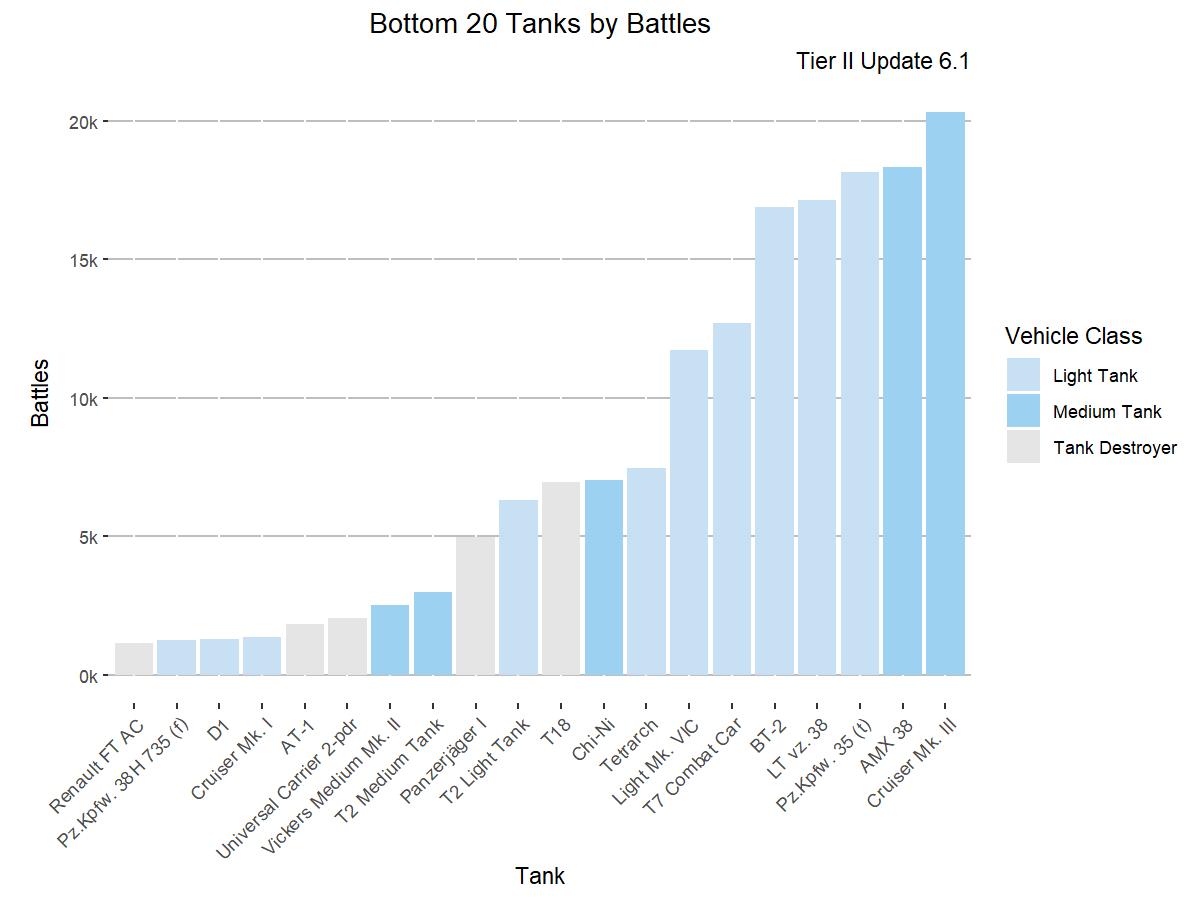 Bottom 20 Tanks by Battles
Tier II Update 6.1
20k
15k
10k
5k
0k
Battles
Renault FT AC
Pz.Kpfw. 38 H 735 (f)
D1
Cruiser Mk. I
AT-1
Universal Carrier 2-pdr
Vickers Medium Mk. II
T2 Medium Tank
Panzerjäger I
T2 Light Tank
T18
Chi-Ni
Tetrarch
Light Mk. VIC
T7 Combat Car
BT-2
LT vz. 38
Pz.Kpfw. 35 (t)
AMX 38
Cruiser Mk. III
Tank
Vehicle Class
Light Tank
Medium Tank
Tank Destroyer